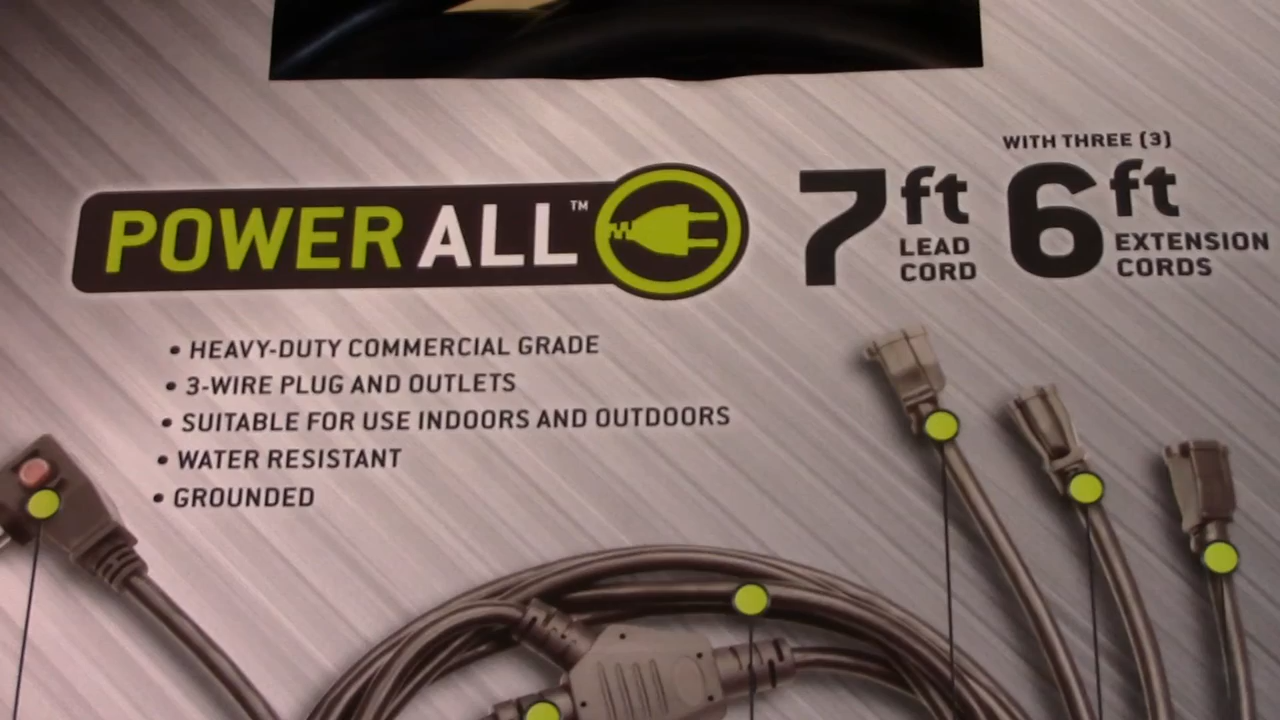 WITH THREE (3)
POWER ALL™
7 ft LEAD CORD
6 ft EXTENSION CORDS
• HEAVY-DUTY COMMERCIAL GRADE
• 3-WIRE PLUG AND OUTLETS
• SUITABLE FOR USE INDOORS AND OUTDOORS
• WATER RESISTANT
• GROUNDED